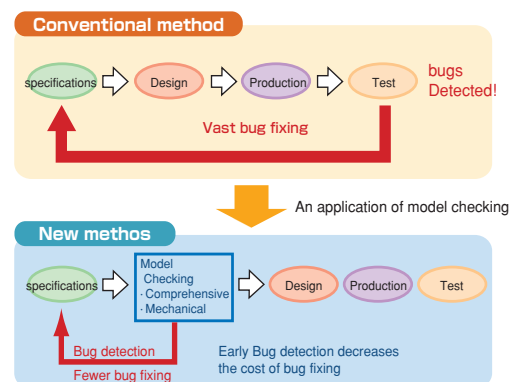 Conventional method
specifications
Design
Production
Test
bugs
Detected!
Vast bug fixing
An application of model checking
New methos
specifications
Model
Checking
· Comprehensive
· Mechanical
Design
Production
Test
Bug detection
Fewer bug fixing
Early Bug detection decreases
the cost of bug fixing